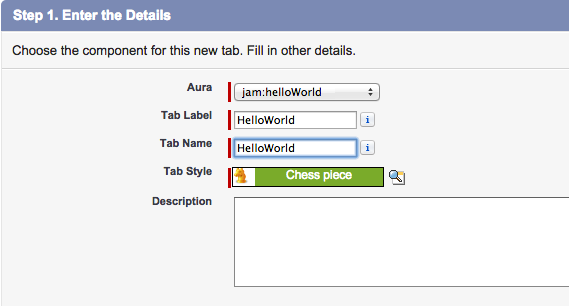 Step 1. Enter the Details
Choose the component for this new tab. Fill in other details.
Aura jam:helloWorld
Tab Label HelloWorld i
Tab Name HelloWorld i
Tab Style Chess piece
Description